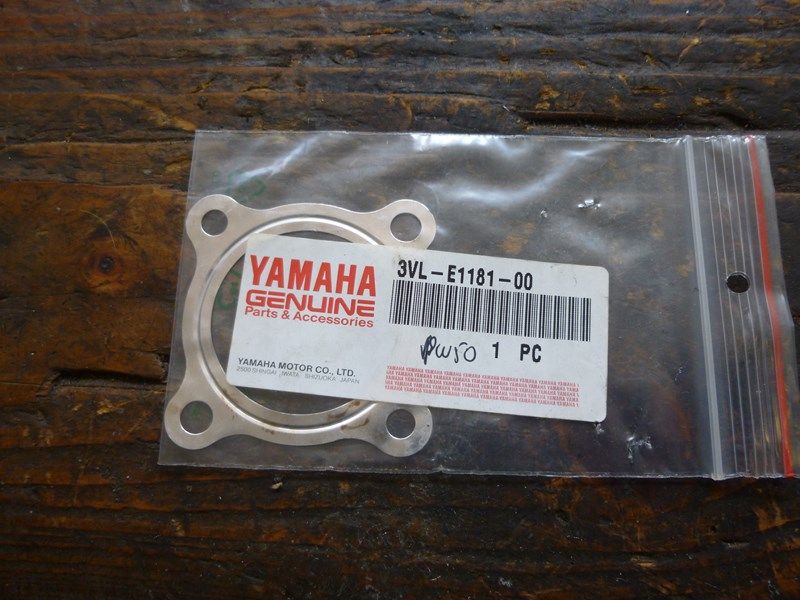 YAMAHA
GENUINE
Parts & Accessories
YAMAHA MOTOR CO., LTD.
2500 SHINGAI, IWATA, SHIZUOKA, JAPAN
3VL-E1181-00
PW50 1 PC